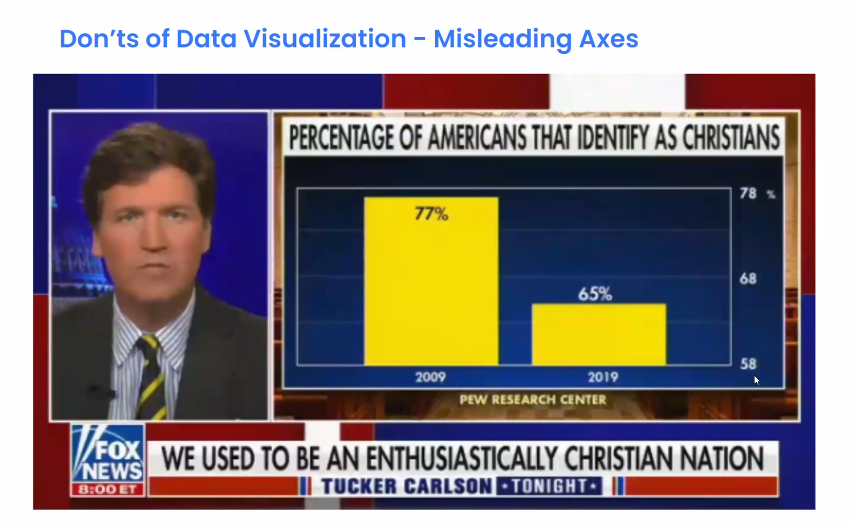 Don'ts of Data Visualization - Misleading Axes
PERCENTAGE OF AMERICANS THAT IDENTIFY AS CHRISTIANS
78 %
77%
68
65%
58
2009 2019
PEW RESEARCH CENTER
FOX
NEWS
8:00 ET
WE USED TO BE AN ENTHUSIASTICALLY CHRISTIAN NATION
TUCKER CARLSON TONIGHT